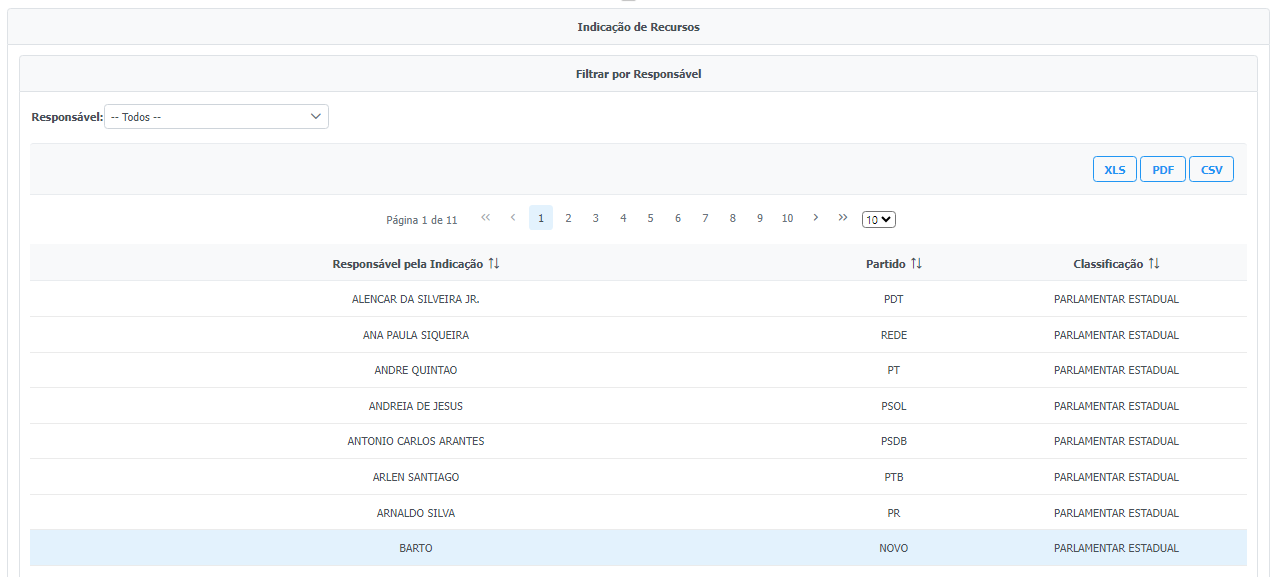 Indicação de Recursos
Filtrar por Responsável
Responsável: -- Todos --
XLS PDF CSV
Página 1 de 11 « ‹ 1 2 3 4 5 6 7 8 9 10 › » 10
Responsável pela Indicação Partido Classificação
ALENCAR DA SILVEIRA JR. PDT PARLAMENTAR ESTADUAL
ANA PAULA SIQUEIRA REDE PARLAMENTAR ESTADUAL
ANDRE QUINTAO PT PARLAMENTAR ESTADUAL
ANDREIA DE JESUS PSOL PARLAMENTAR ESTADUAL
ANTONIO CARLOS ARANTES PSDB PARLAMENTAR ESTADUAL
ARLEN SANTIAGO PTB PARLAMENTAR ESTADUAL
ARNALDO SILVA PR PARLAMENTAR ESTADUAL
BARTO NOVO PARLAMENTAR ESTADUAL